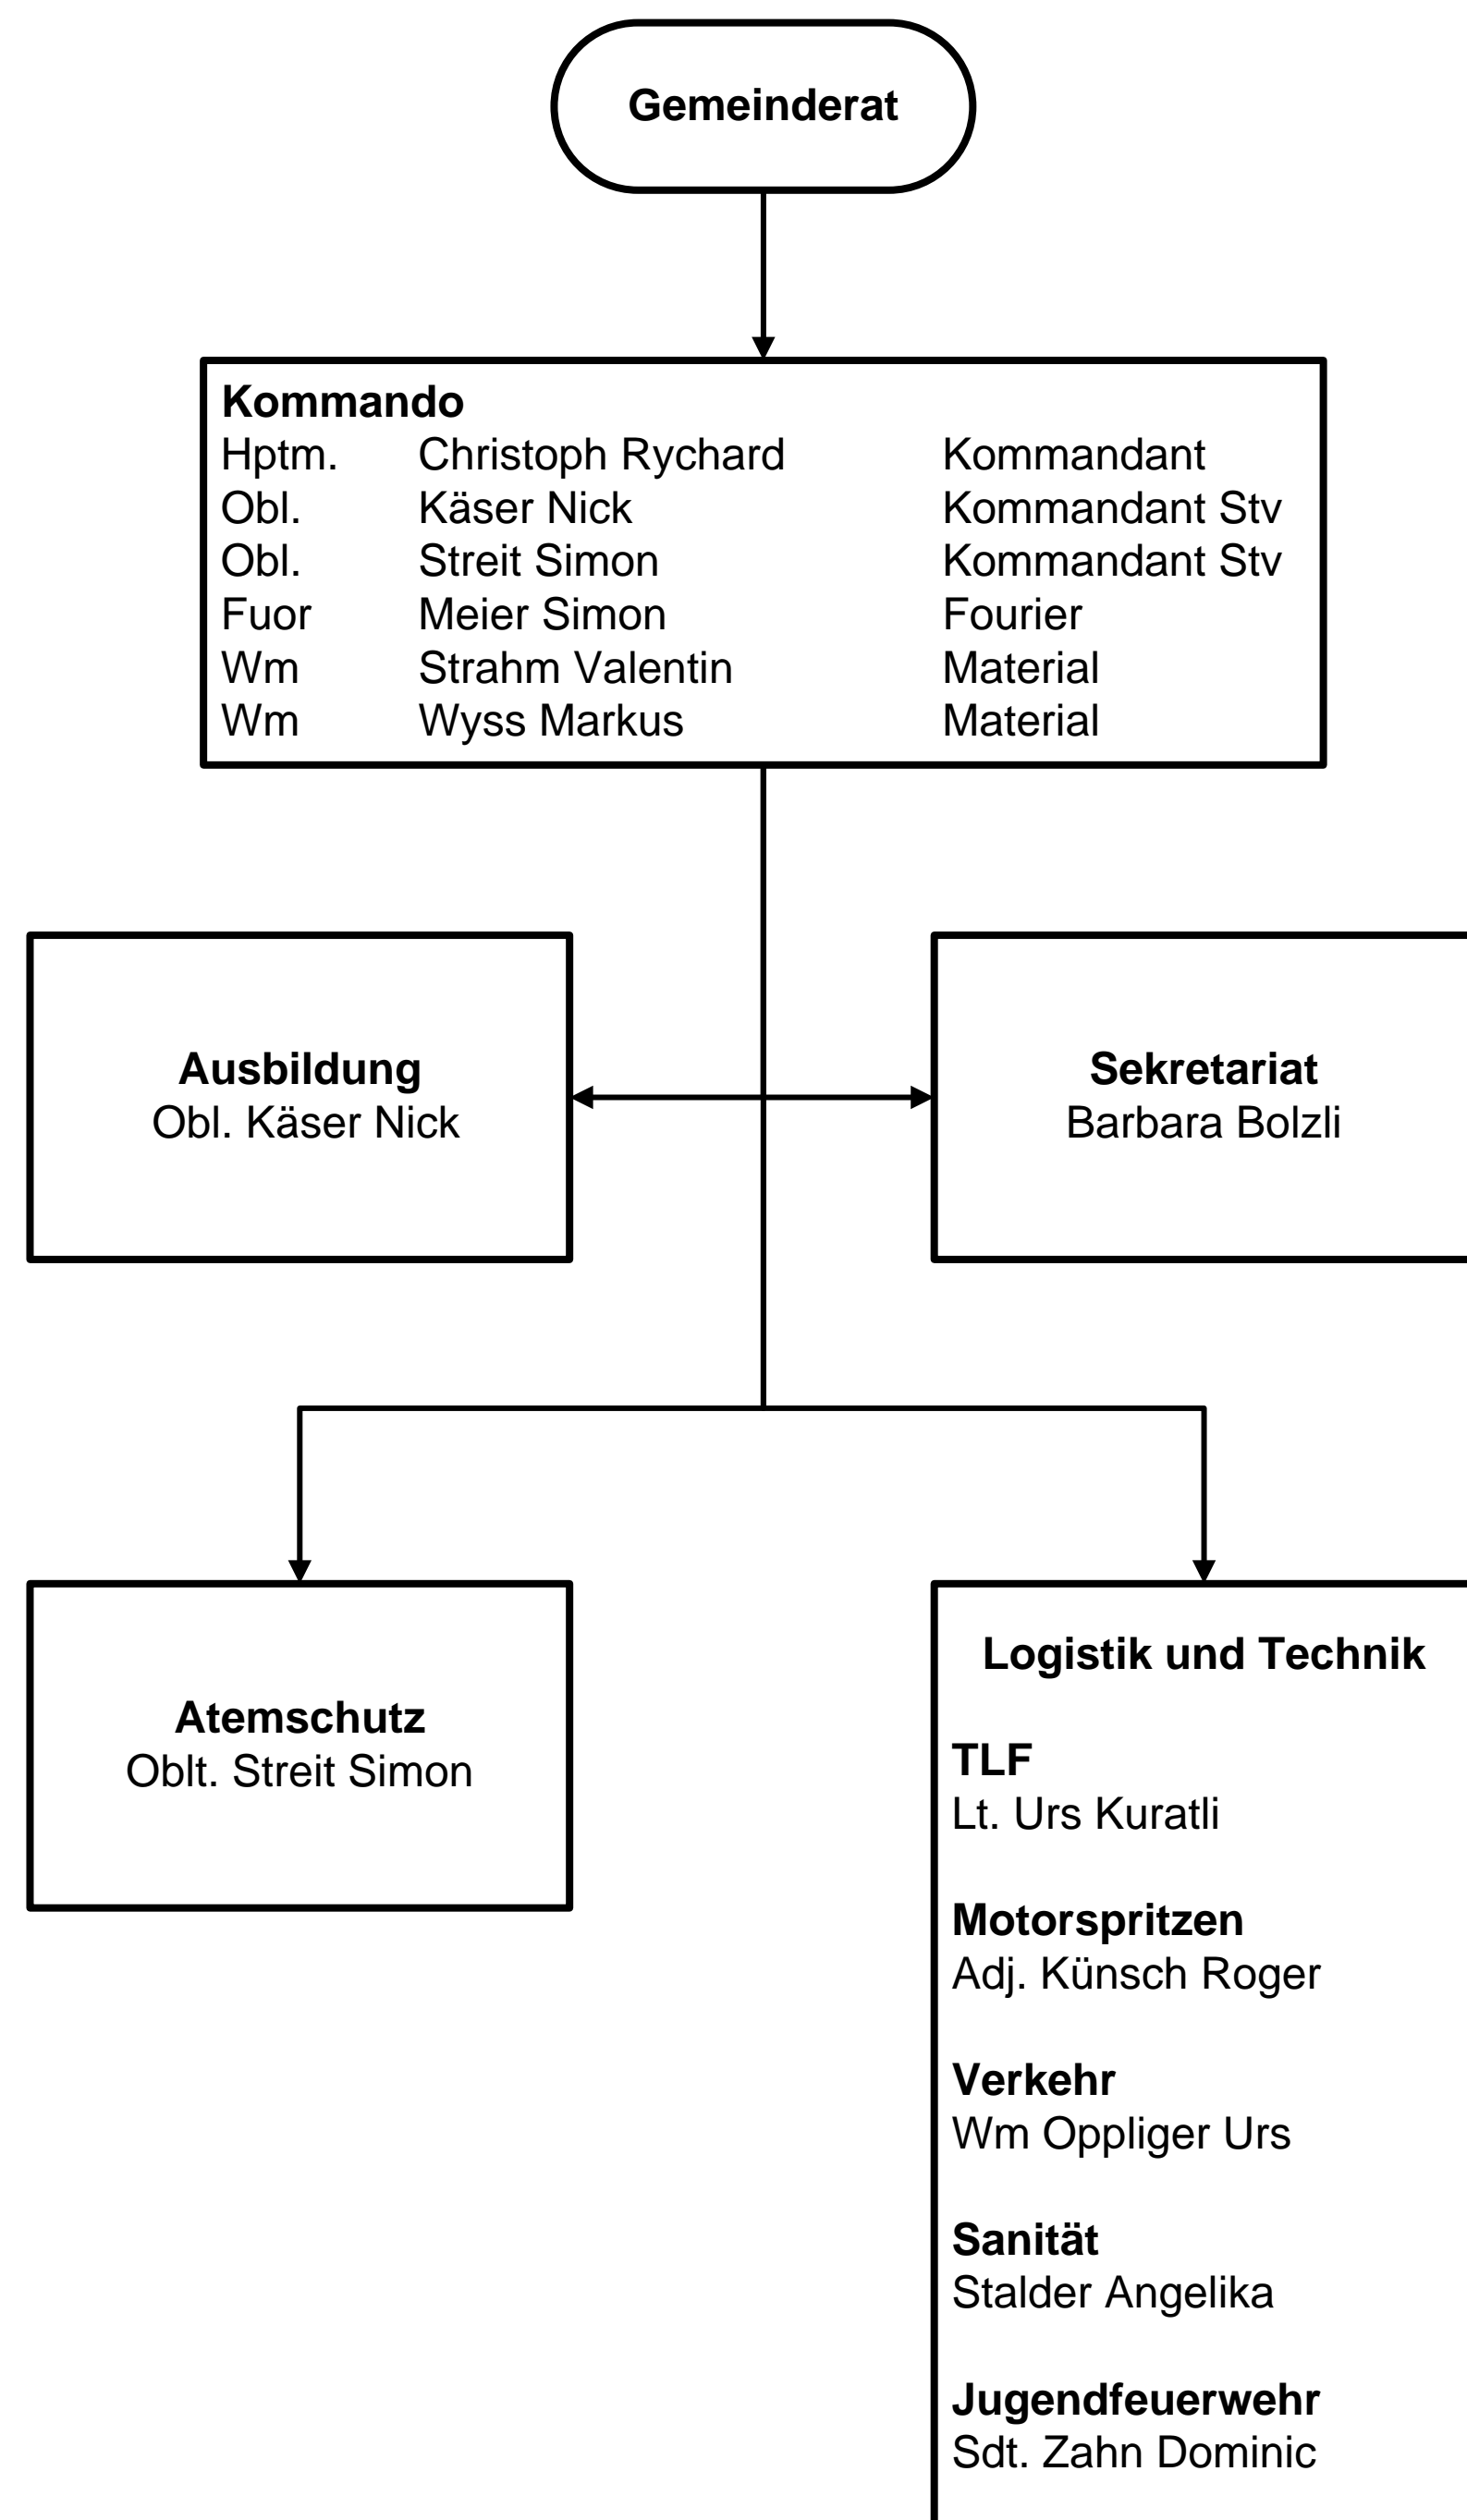 Gemeinderat
Kommando
Hptm. Christoph Rychard Kommandant
Obl. Käser Nick Kommandant Stv
Obl. Streit Simon Kommandant Stv
Fuor Meier Simon Fourier
Wm Strahm Valentin Material
Wm Wyss Markus Material
Ausbildung
Obl. Käser Nick
Sekretariat
Barbara Bolzli
Atemschutz
Oblt. Streit Simon
Logistik und Technik
TLF
Lt. Urs Kuratli
Motorspritzen
Adj. Künsch Roger
Verkehr
Wm Oppliger Urs
Sanität
Stalder Angelika
Jugendfeuerwehr
Sdt. Zahn Dominic